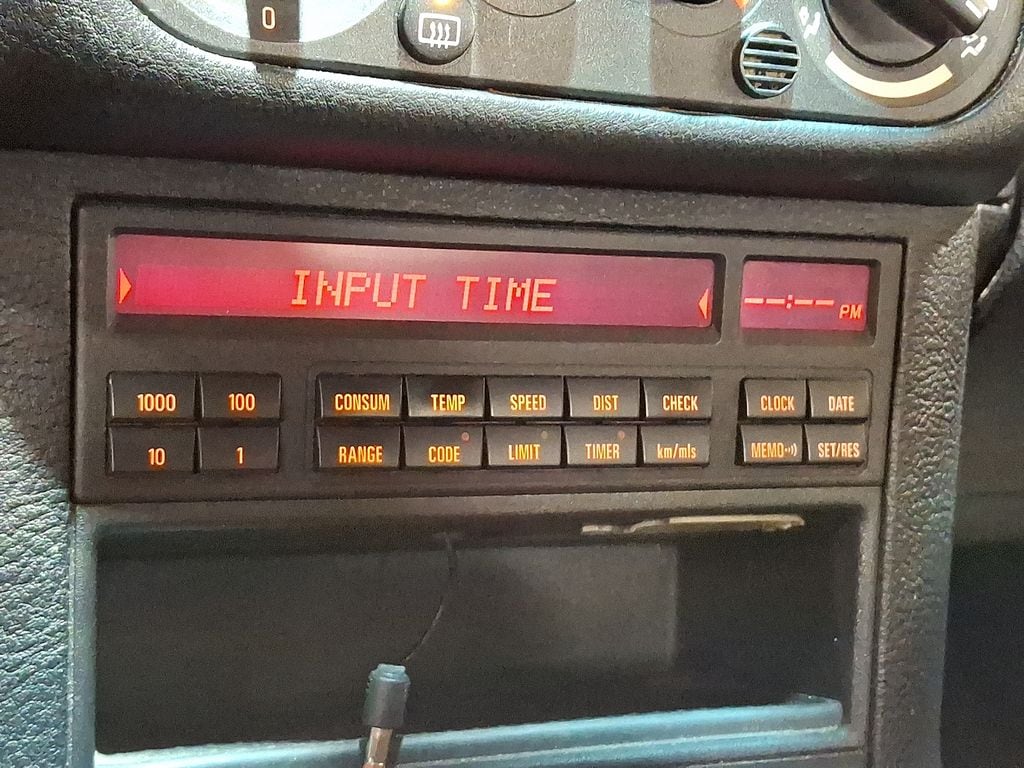 0
INPUT TIME
--:-- PM
1000 100 CONSUM TEMP SPEED DIST CHECK CLOCK DATE
10 1 RANGE CODE LIMIT TIMER km/mls MEMO SET/RES